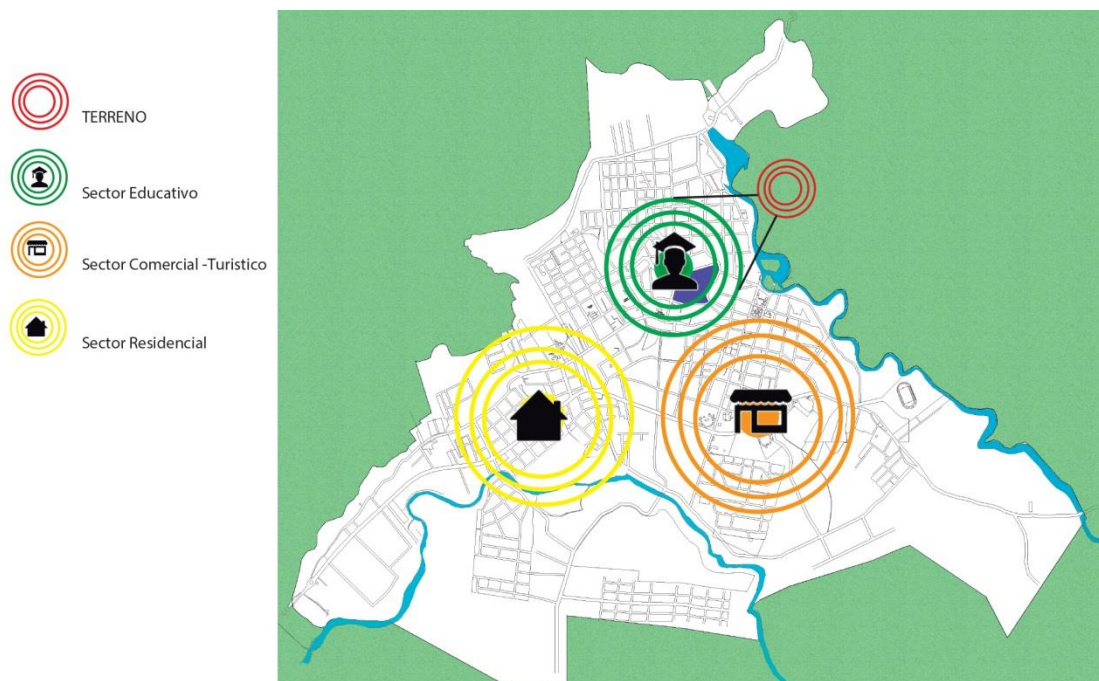 TERRENO
Sector Educativo
Sector Comercial -Turistico
Sector Residencial